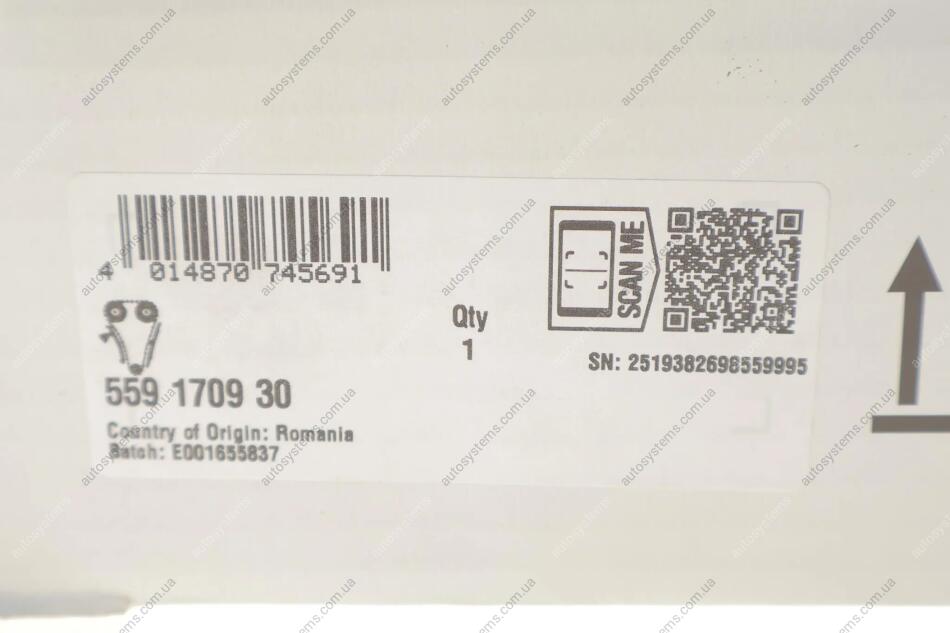 4 014870 745691
Qty
1
SCAN ME
SN: 2519382698559995
559 1709 30
Country of Origin: Romania
Batch: E001655837
autosystems.com.ua